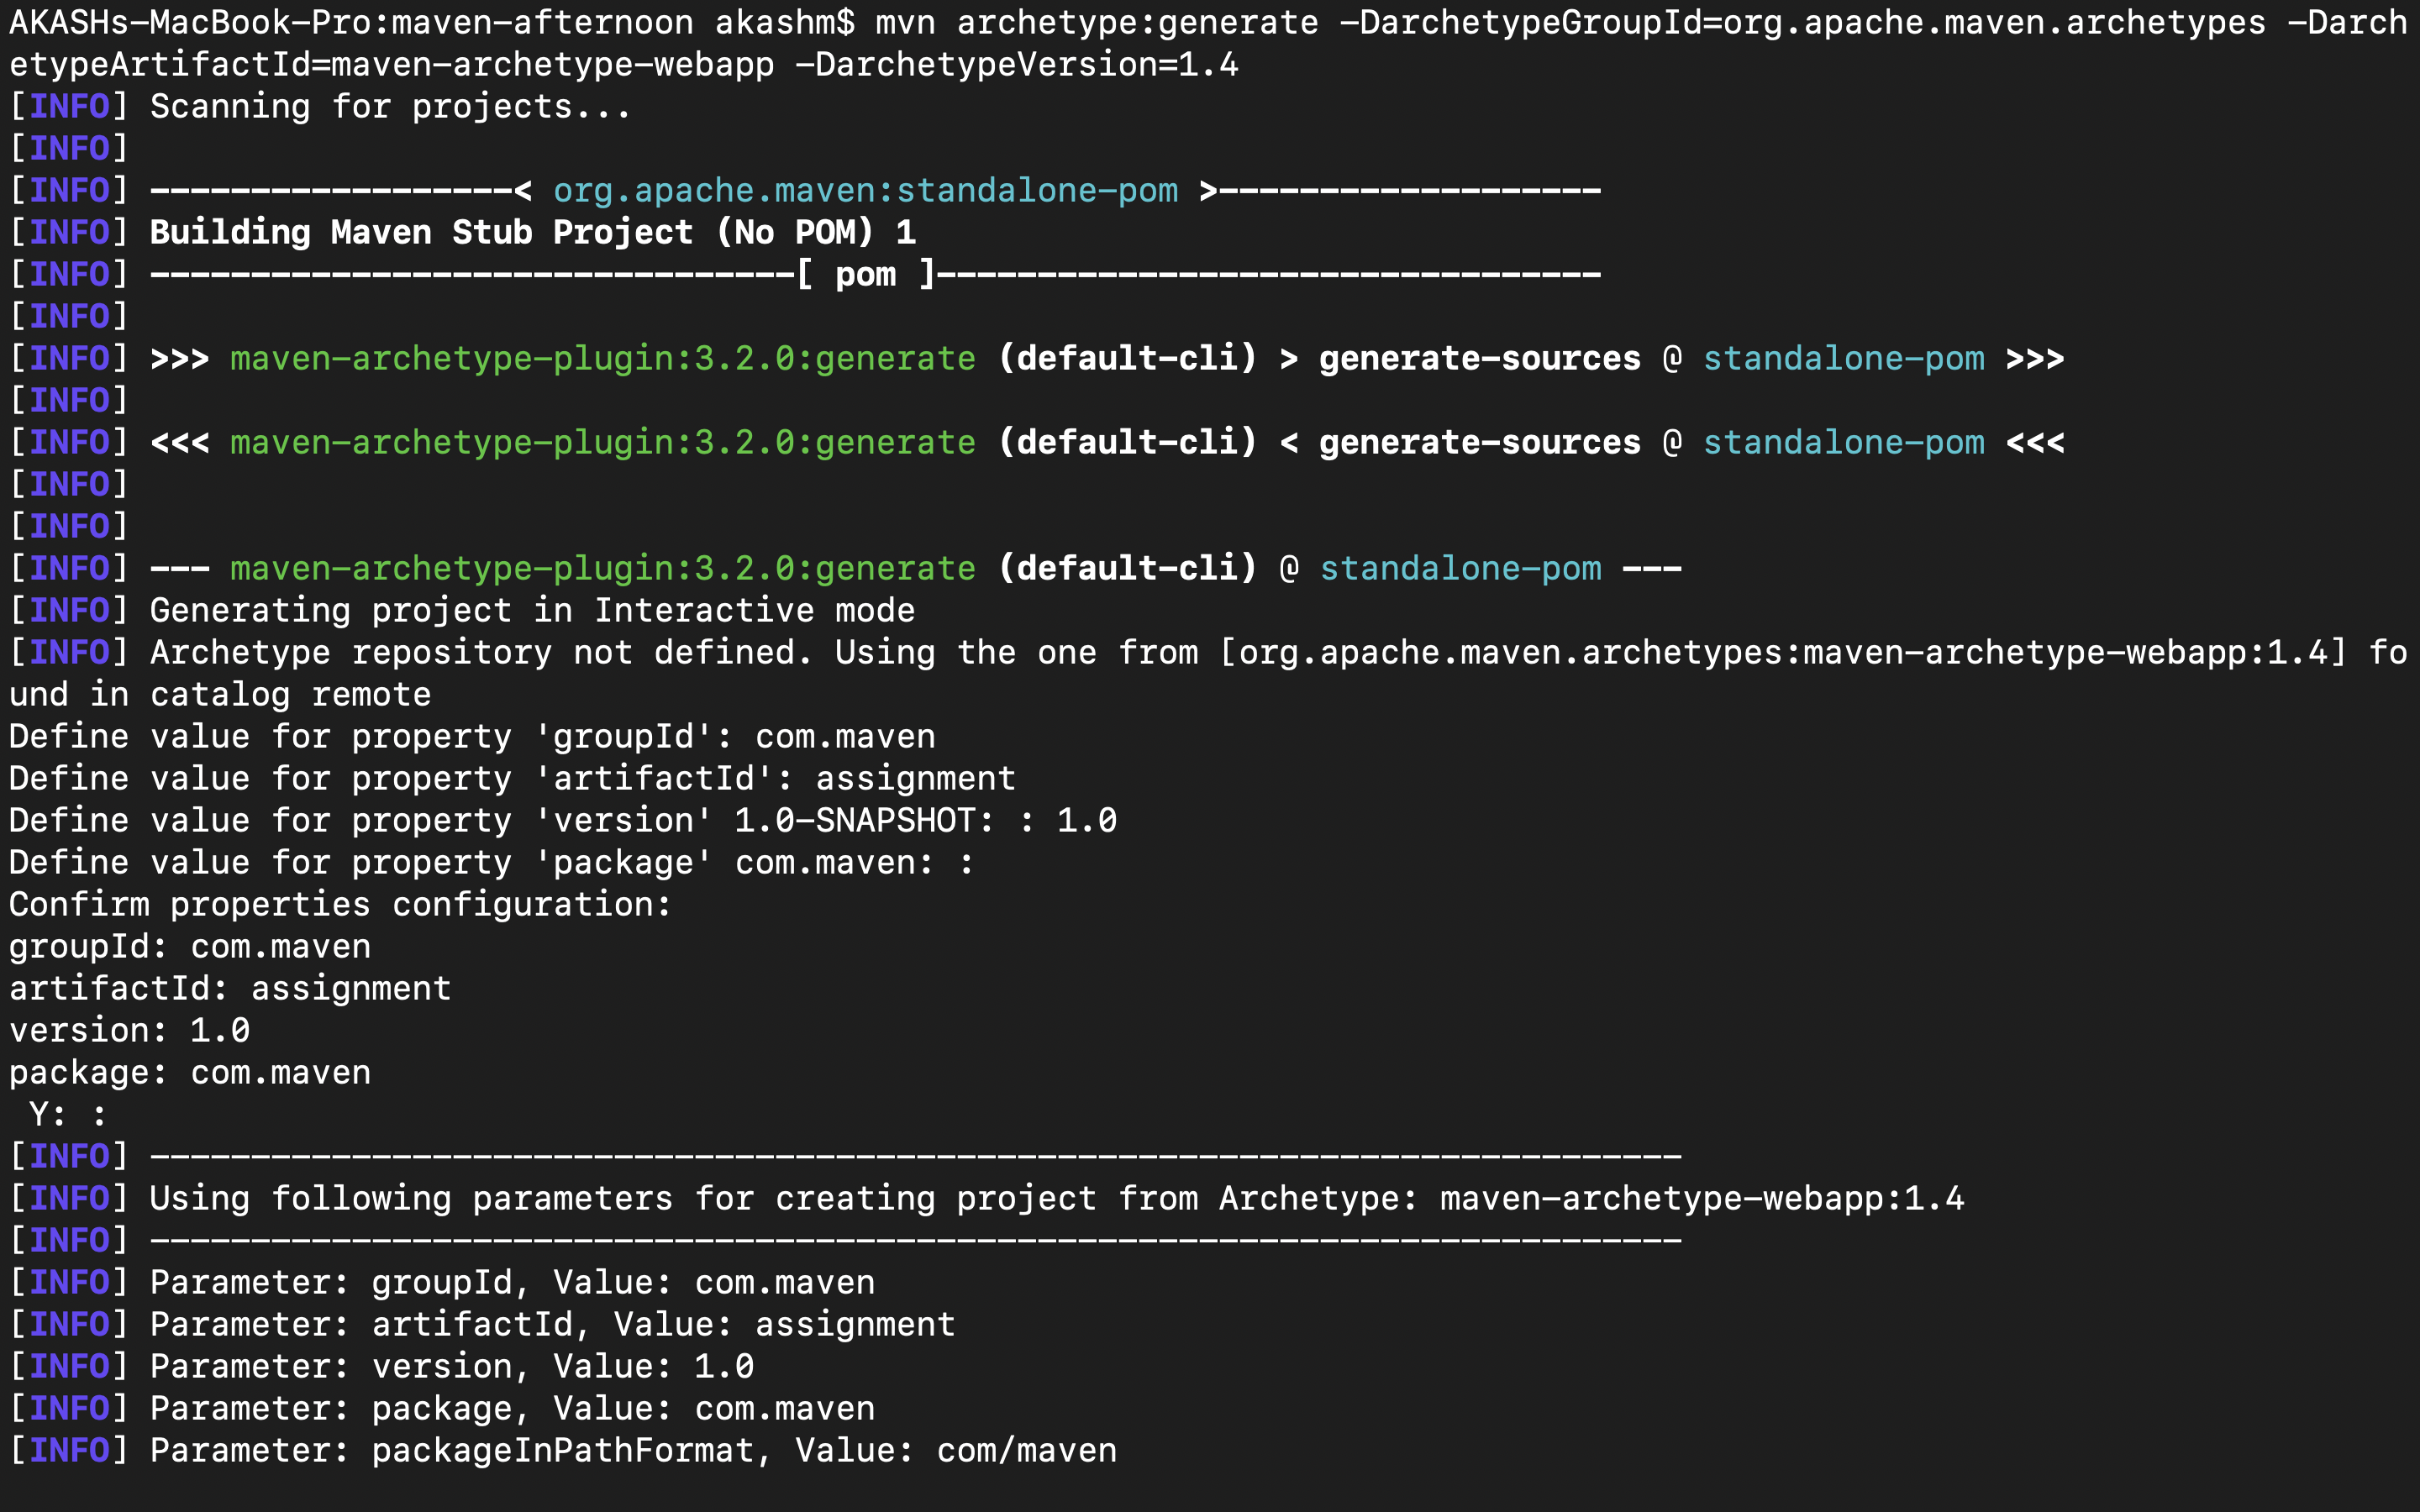 AKASHs-MacBook-Pro:maven-afternoon akashm$ mvn archetype:generate -DarchetypeGroupId=org.apache.maven.archetypes -Darch
etypeArtifactId=maven-archetype-webapp -DarchetypeVersion=1.4
[INFO] Scanning for projects...
[INFO]
[INFO] ------------------< org.apache.maven:standalone-pom >-------------------
[INFO] Building Maven Stub Project (No POM) 1
[INFO] --------------------------------[ pom ]---------------------------------
[INFO]
[INFO] >>> maven-archetype-plugin:3.2.0:generate (default-cli) > generate-sources @ standalone-pom >>>
[INFO]
[INFO] <<< maven-archetype-plugin:3.2.0:generate (default-cli) < generate-sources @ standalone-pom <<<
[INFO]
[INFO]
[INFO] --- maven-archetype-plugin:3.2.0:generate (default-cli) @ standalone-pom ---
[INFO] Generating project in Interactive mode
[INFO] Archetype repository not defined. Using the one from [org.apache.maven.archetypes:maven-archetype-webapp:1.4] fo
und in catalog remote
Define value for property 'groupId': com.maven
Define value for property 'artifactId': assignment
Define value for property 'version' 1.0-SNAPSHOT: : 1.0
Define value for property 'package' com.maven: :
Confirm properties configuration:
groupId: com.maven
artifactId: assignment
version: 1.0
package: com.maven
 Y: :
[INFO] ----------------------------------------------------------------------------
[INFO] Using following parameters for creating project from Archetype: maven-archetype-webapp:1.4
[INFO] ----------------------------------------------------------------------------
[INFO] Parameter: groupId, Value: com.maven
[INFO] Parameter: artifactId, Value: assignment
[INFO] Parameter: version, Value: 1.0
[INFO] Parameter: package, Value: com.maven
[INFO] Parameter: packageInPathFormat, Value: com/maven